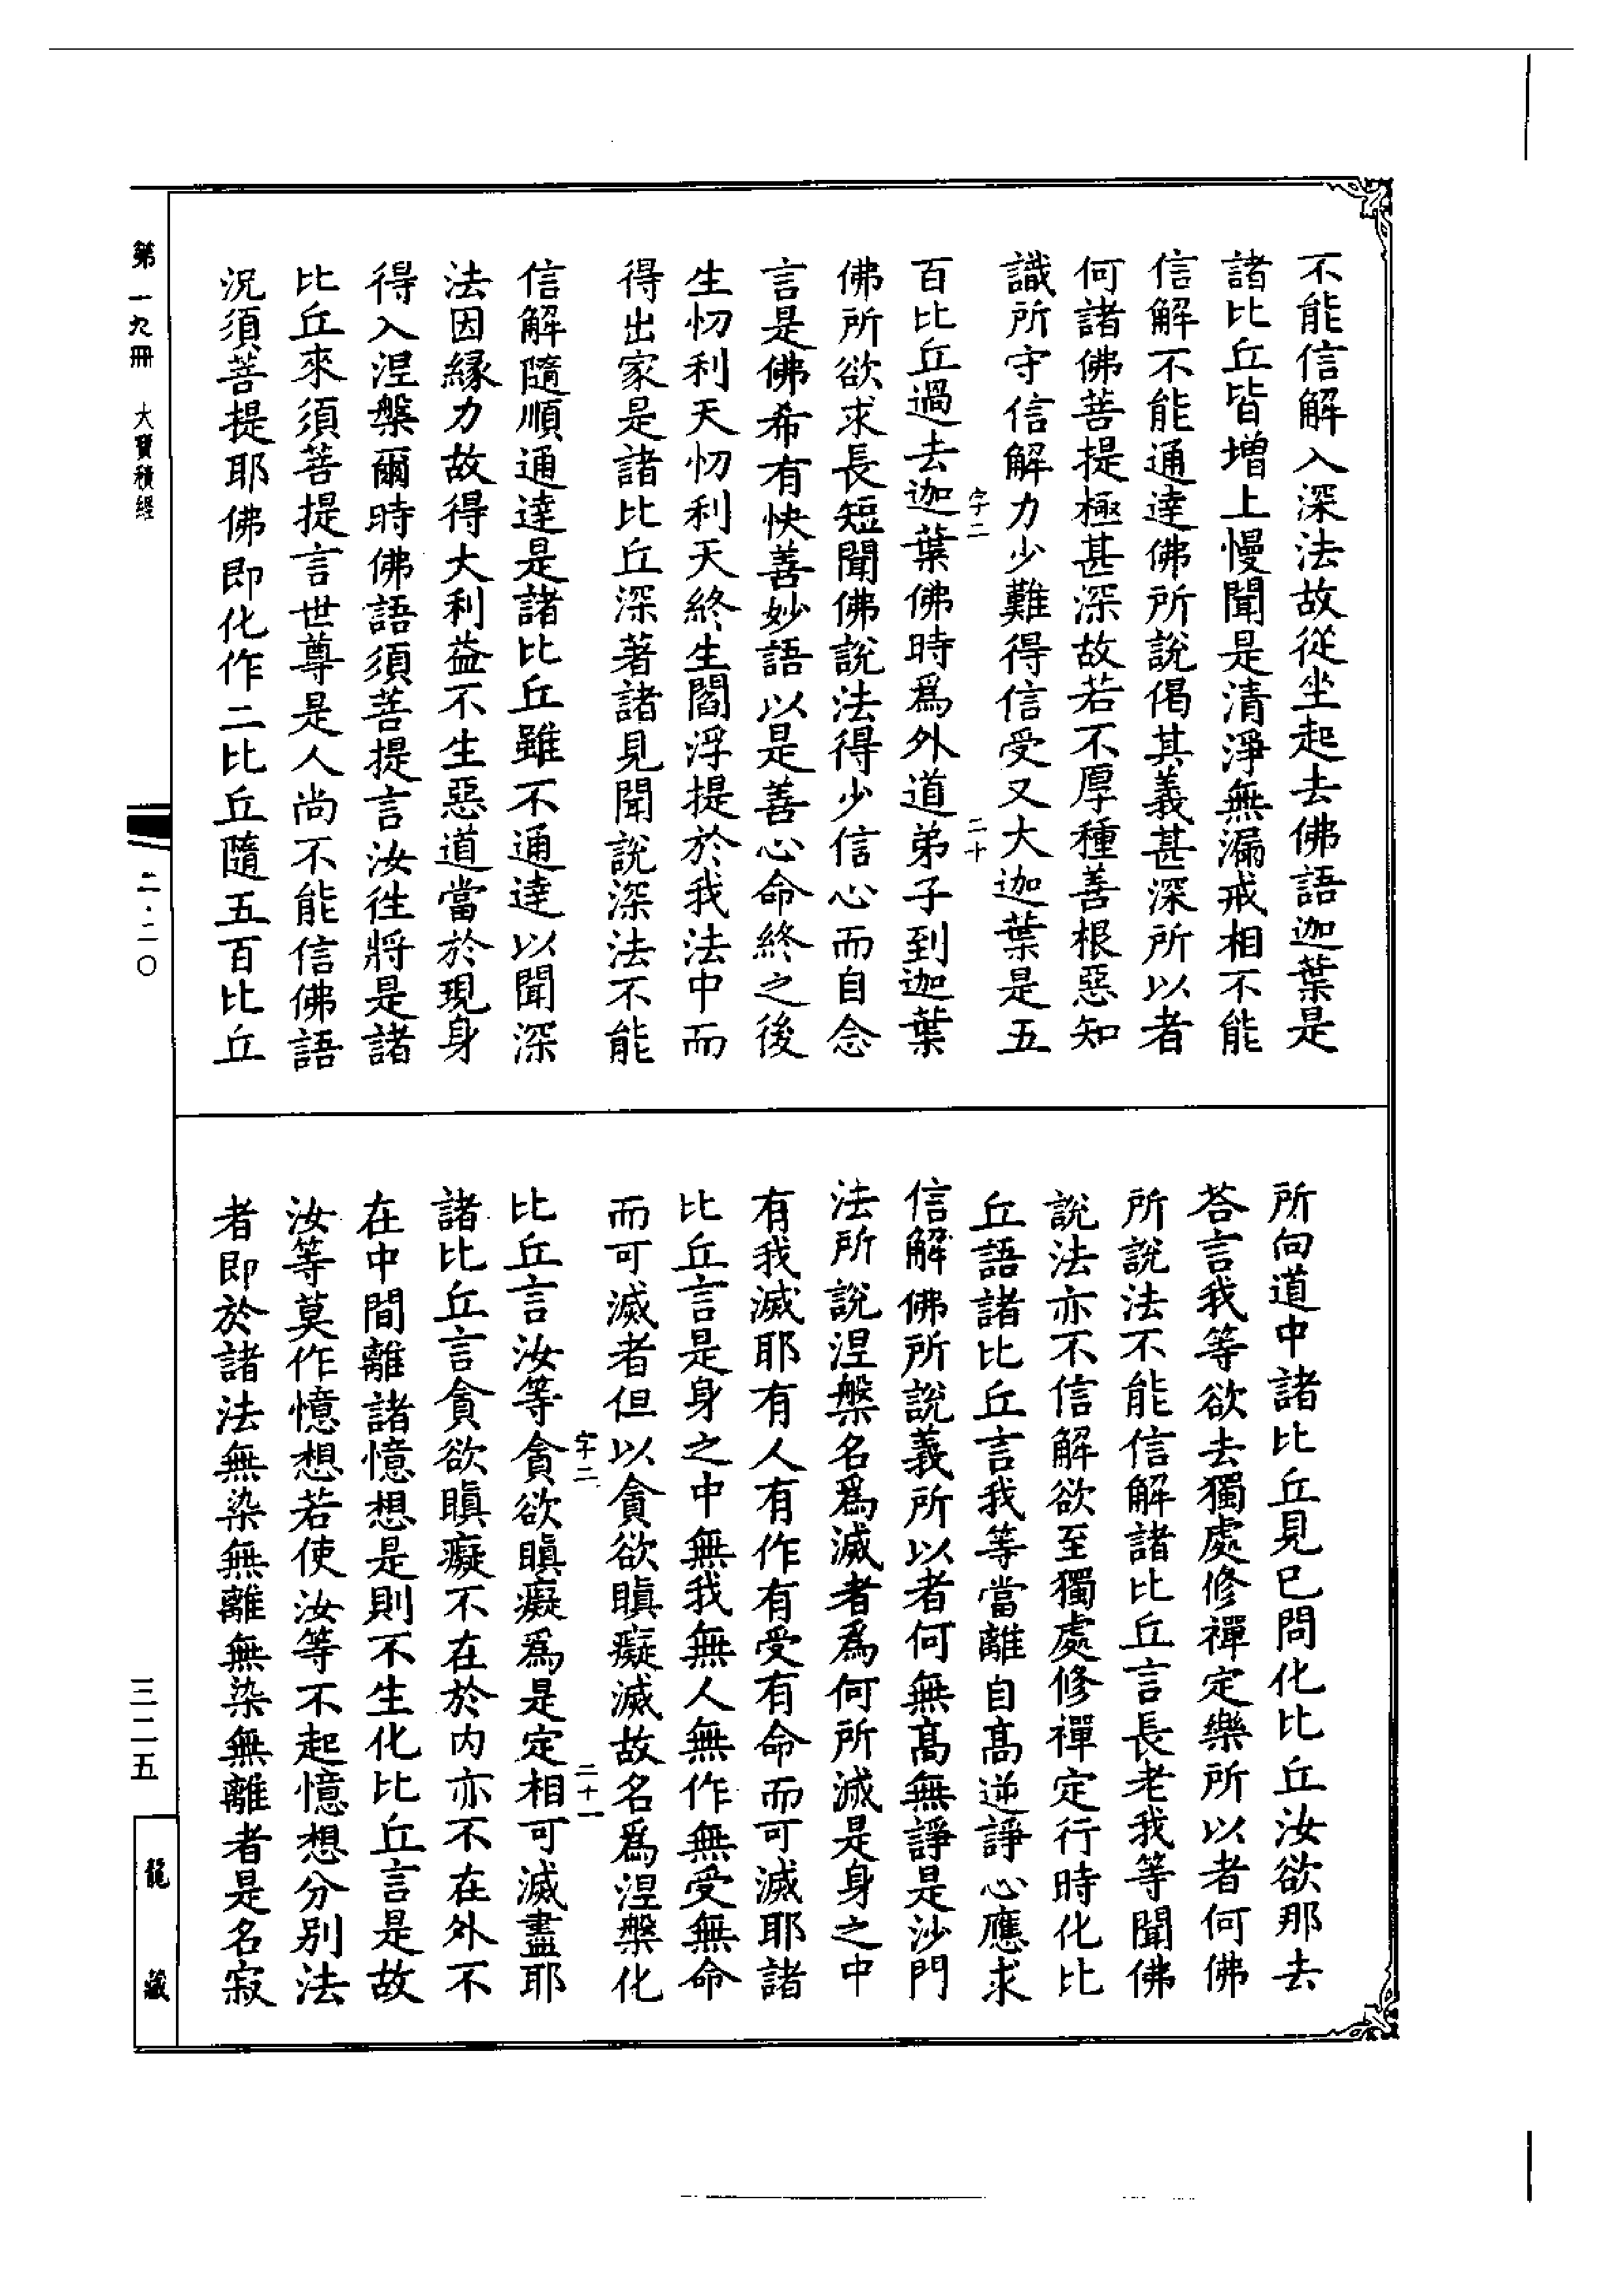 不能信解入深法故從坐起去佛語迦葉是
諸比丘皆增上慢聞是清淨無漏戒相不能
信解不能通達佛所說偈其義甚深所以者
何諸佛菩提極甚深故若不厚種善根惡知
識所守信解力少難得信受又大迦葉是五
字二 二十
百比丘過去迦葉佛時爲外道弟子到迦葉
佛所欲求長短聞佛說法得少信心而自念
言是佛希有快善妙語以是善心命終之後
生忉利天忉利天終生閻浮提於我法中而
得出家是諸比丘深著諸見聞說深法不能
信解隨順通達是諸比丘雖不通達以聞深
法因緣力故得大利益不生惡道當於現身
得入涅槃爾時佛語須菩提言汝往將是諸
比丘來須菩提言世尊是人尚不能信佛語
況須菩提耶佛即化作二比丘隨五百比丘
所向道中諸比丘見已問化比丘汝欲那去
荅言我等欲去獨處修禪定樂所以者何佛
所說法不能信解諸比丘言長老我等聞佛
說法亦不信解欲至獨處修禪定行時化比
丘語諸比丘言我等當離自高逆諍心應求
信解佛所說義所以者何無高無諍是沙門
法所說涅槃名爲滅者爲何所滅是身之中
有我滅耶有人有作有受有命而可滅耶諸
比丘言是身之中無我無人無作無受無命
而可滅者但以貪欲瞋癡滅故名爲涅槃化
字二 二十一
比丘言汝等貪欲瞋癡爲是定相可滅盡耶
諸比丘言貪欲瞋癡不在於內亦不在外不
在中間離諸憶想是則不生化比丘言是故
汝等莫作憶想若使汝等不起憶想分別法
者即於諸法無染無離無染無離者是名寂
第一九冊 大寶積經
二·二〇
三二五
龍藏